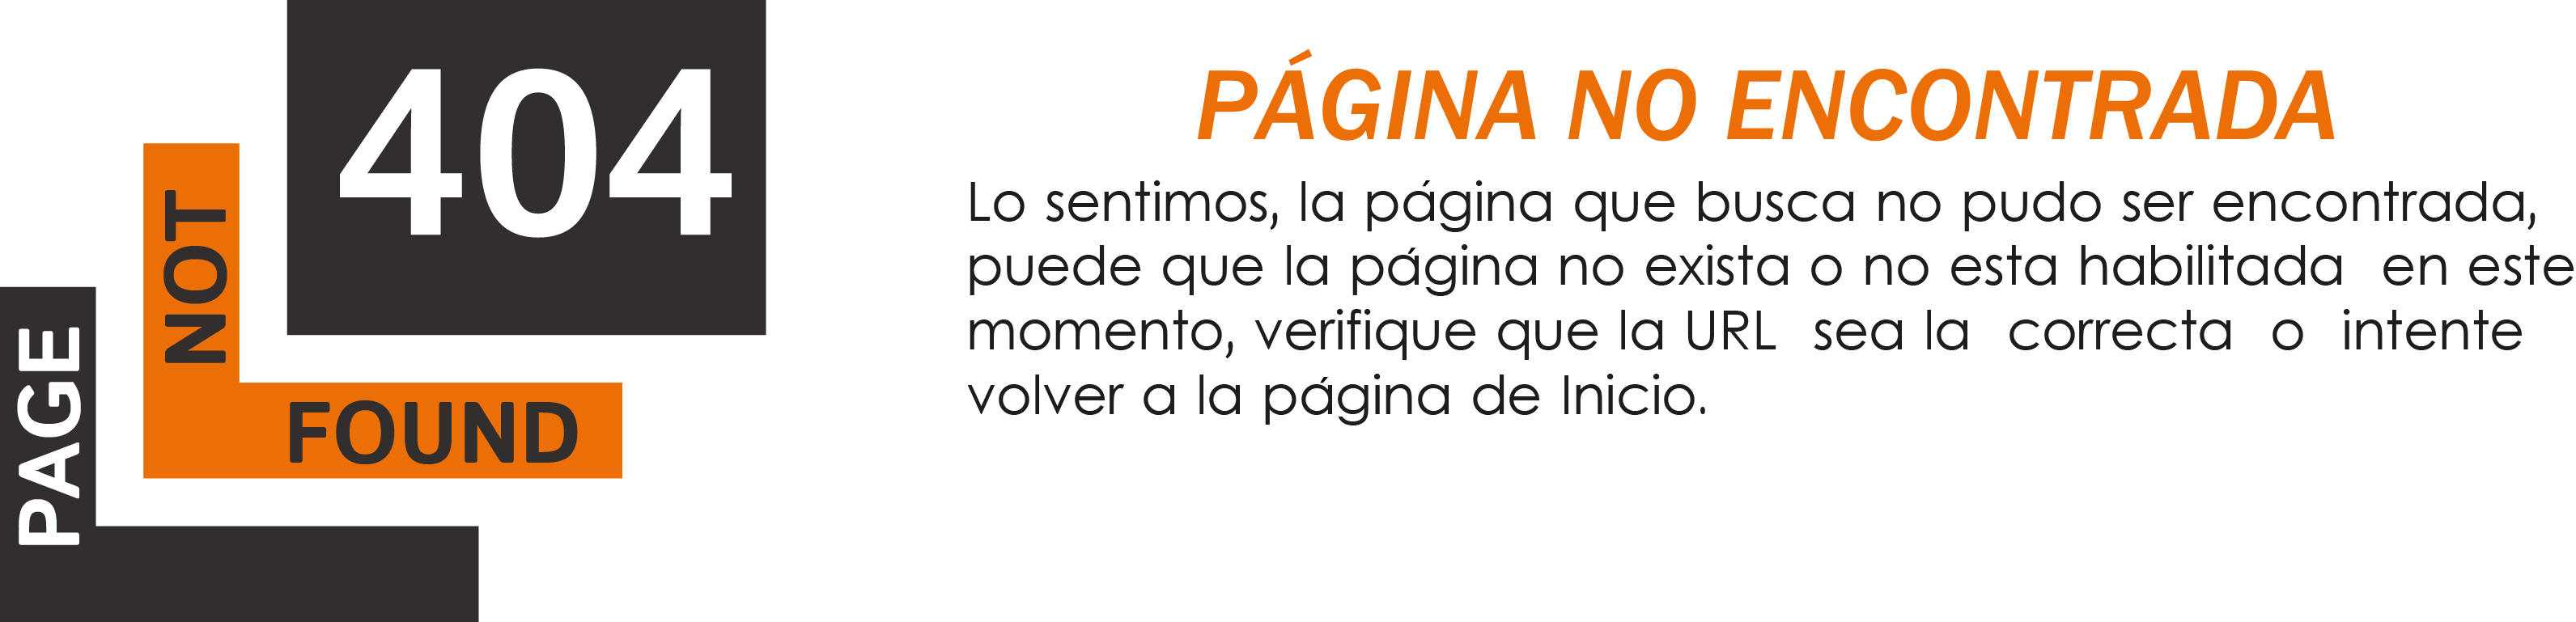 404
PAGE
NOT
FOUND
PÁGINA NO ENCONTRADA
Lo sentimos, la página que busca no pudo ser encontrada,
puede que la página no exista o no esta habilitada en este
momento, verifique que la URL sea la correcta o intente
volver a la página de Inicio.